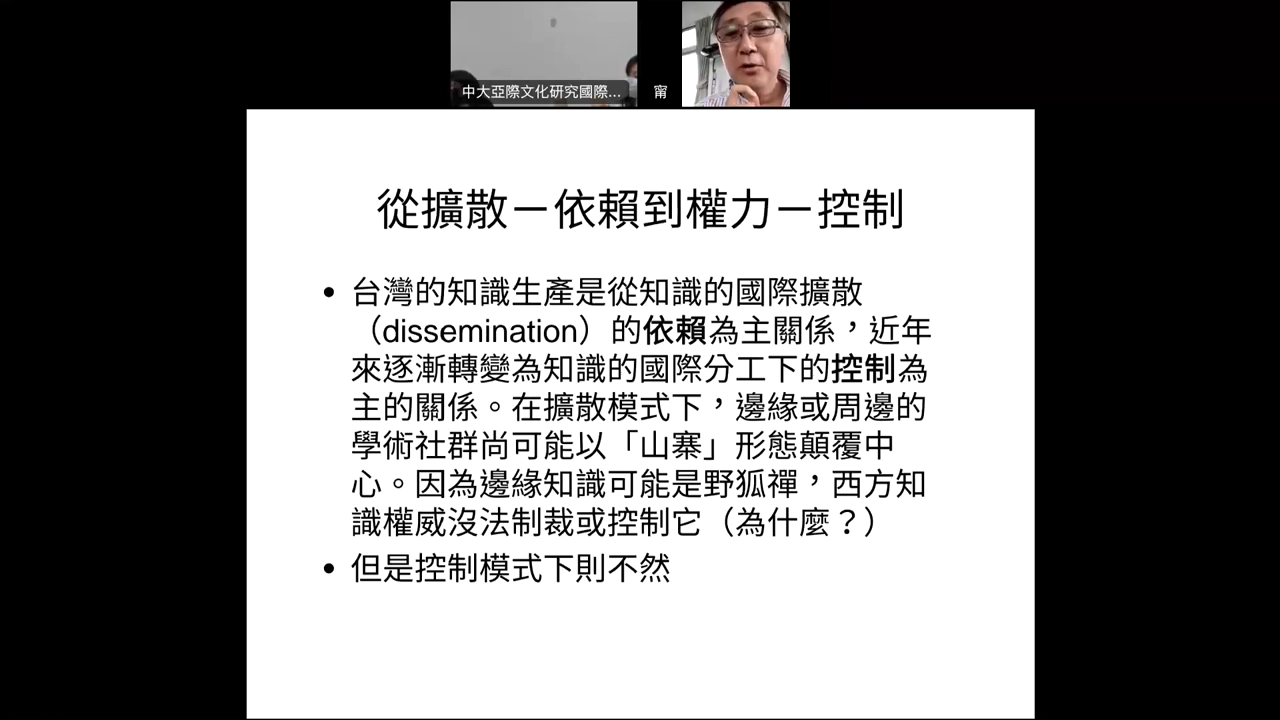 中大亞際文化研究國際...
甯
從擴散－依賴到權力－控制
• 台灣的知識生產是從知識的國際擴散
（dissemination）的依賴為主關係，近年
來逐漸轉變為知識的國際分工下的控制為
主的關係。在擴散模式下，邊緣或周邊的
學術社群尚可能以「山寨」形態顛覆中
心。因為邊緣知識可能是野狐禪，西方知
識權威沒法制裁或控制它（為什麼？）
• 但是控制模式下則不然